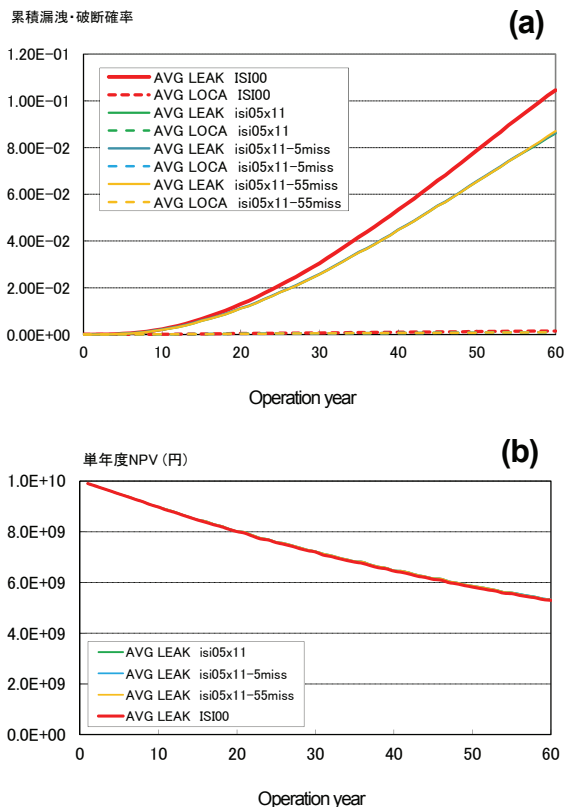 累積漏洩・破断確率
(a)
1.20E-01
1.00E-01
8.00E-02
6.00E-02
4.00E-02
2.00E-02
0.00E+00
AVG LEAK ISI00
AVG LOCA ISI00
AVG LEAK isi05x11
AVG LOCA isi05x11
AVG LEAK isi05x11-5miss
AVG LOCA isi05x11-5miss
AVG LEAK isi05x11-55miss
AVG LOCA isi05x11-55miss
0 10 20 30 40 50 60
Operation year
(b)
単年度NPV (円)
1.0E+10
8.0E+09
6.0E+09
4.0E+09
2.0E+09
0.0E+00
AVG LEAK isi05x11
AVG LEAK isi05x11-5miss
AVG LEAK isi05x11-55miss
AVG LEAK ISI00
0 10 20 30 40 50 60
Operation year